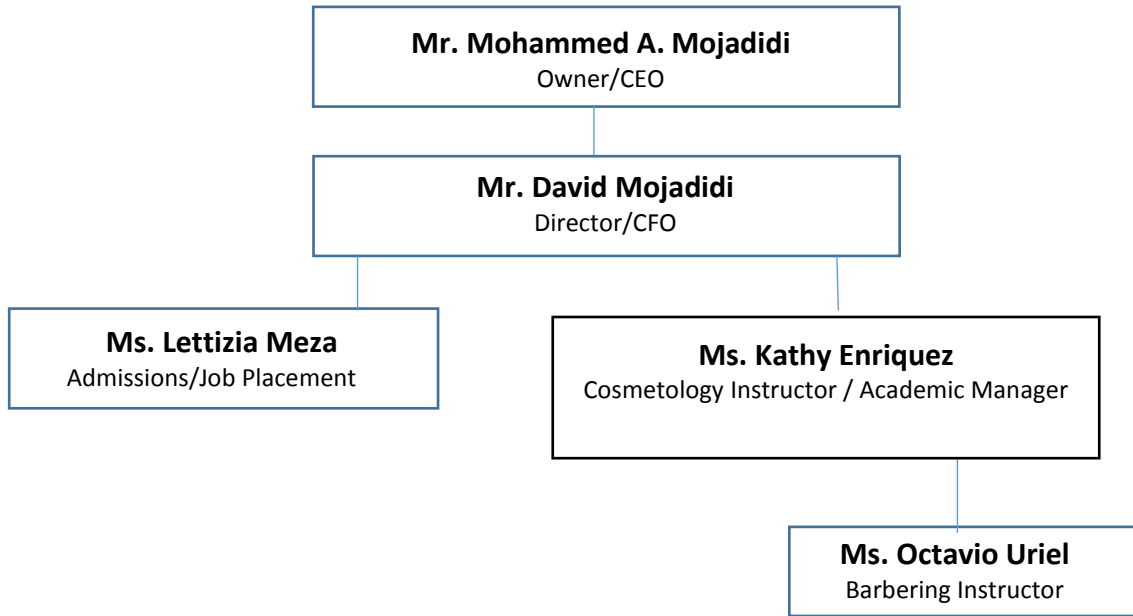 Mr. Mohammed A. Mojadidi
Owner/CEO
Mr. David Mojadidi
Director/CFO
Ms. Lettizia Meza
Admissions/Job Placement
Ms. Kathy Enriquez
Cosmetology Instructor / Academic Manager
Ms. Octavio Uriel
Barbering Instructor